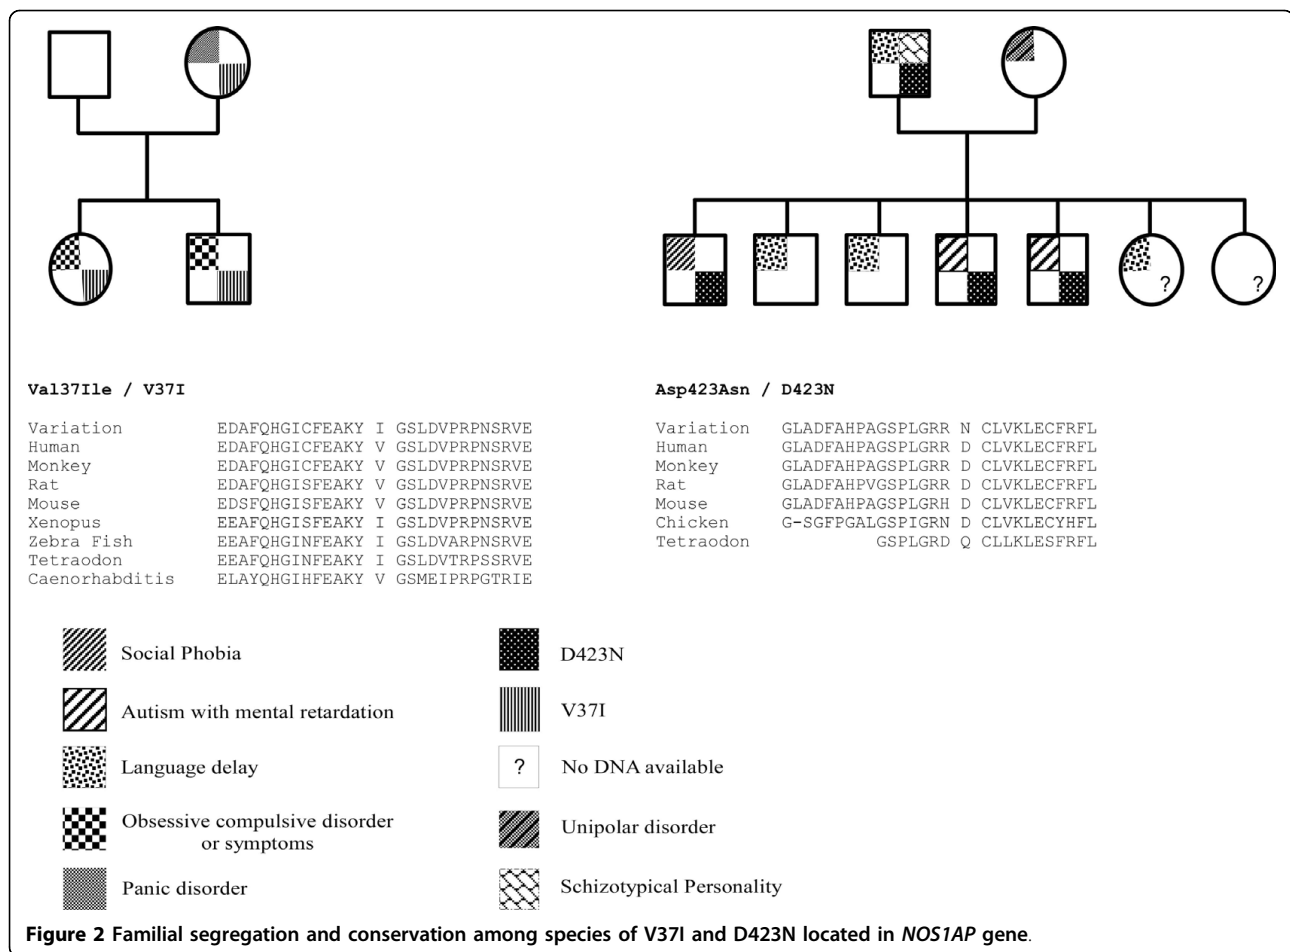 ?
?
Val37Ile / V37I
Variation EDAFQHGICFEAKY I GSLDVPRPNSRVE
Human EDAFQHGICFEAKY V GSLDVPRPNSRVE
Monkey EDAFQHGICFEAKY V GSLDVPRPNSRVE
Rat EDAFQHGISFEAKY V GSLDVPRPNSRVE
Mouse EDSFQHGISFEAKY V GSLDVPRPNSRVE
Xenopus EEAFQHGISFEAKY I GSLDVPRPNSRVE
Zebra Fish EEAFQHGINFEAKY I GSLDVARPNSRVE
Tetraodon EEAFQHGINFEAKY I GSLDVTRPSSRVE
Caenorhabditis ELAYQHGIHFEAKY V GSMEIPRPGTRIE
Asp423Asn / D423N
Variation GLADFAHPAGSPLGRR N CLVKLECFRFL
Human GLADFAHPAGSPLGRR D CLVKLECFRFL
Monkey GLADFAHPAGSPLGRR D CLVKLECFRFL
Rat GLADFAHPVGSPLGRR D CLVKLECFRFL
Mouse GLADFAHPAGSPLGRH D CLVKLECFRFL
Chicken G-SGFPGALGSPIGRN D CLVKLECYHFL
Tetraodon GSPLGRD Q CLLKLESFRFL
Social Phobia
Autism with mental retardation
Language delay
Obsessive compulsive disorder
or symptoms
Panic disorder
D423N
V37I
? No DNA available
Unipolar disorder
Schizotypical Personality
Figure 2 Familial segregation and conservation among species of V37I and D423N located in NOS1AP gene.